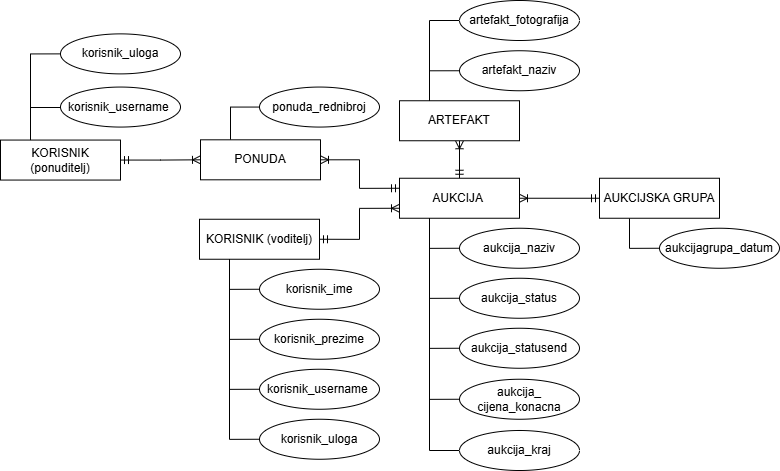 artefakt_fotografija
korisnik_uloga
artefakt_naziv
korisnik_username
ponuda_rednibroj
ARTEFAKT
KORISNIK
(ponuditelj)
PONUDA
AUKCIJA
AUKCIJSKA GRUPA
KORISNIK (voditelj)
aukcija_naziv
aukcijagrupa_datum
korisnik_ime
aukcija_status
korisnik_prezime
aukcija_statusend
korisnik_username
aukcija_
cijena_konacna
korisnik_uloga
aukcija_kraj